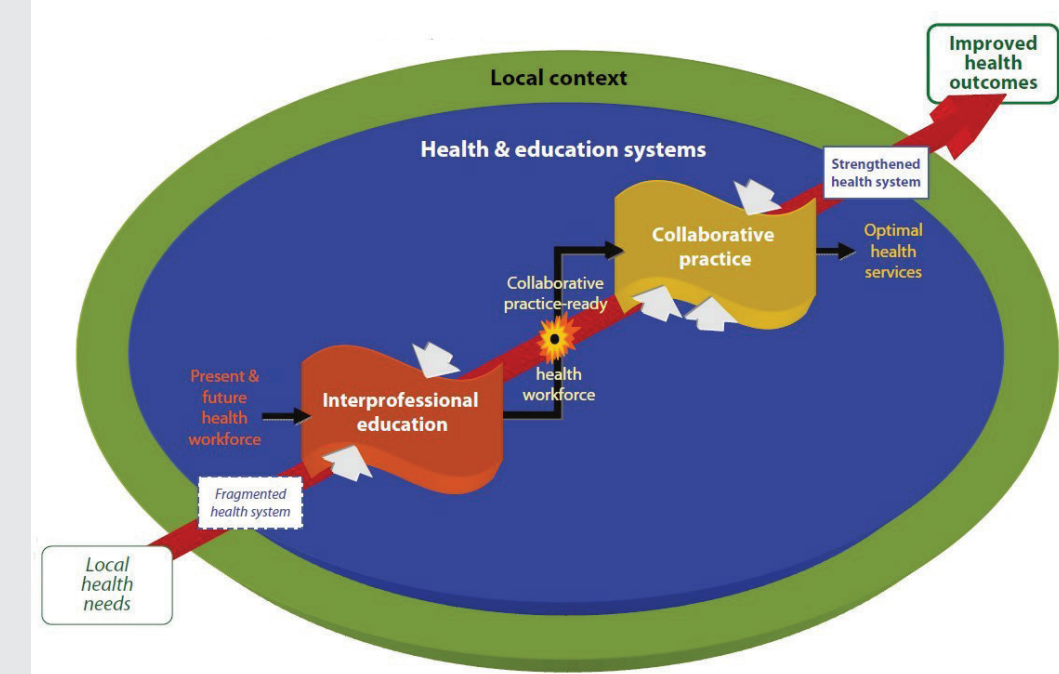 Improved
health
outcomes
Local context
Health & education systems
Strengthened
health system
Collaborative
practice
Optimal
health
services
Collaborative
practice-ready
health
workforce
Present &
future
health
workforce
Interprofessional
education
Fragmented
health system
Local
health
needs